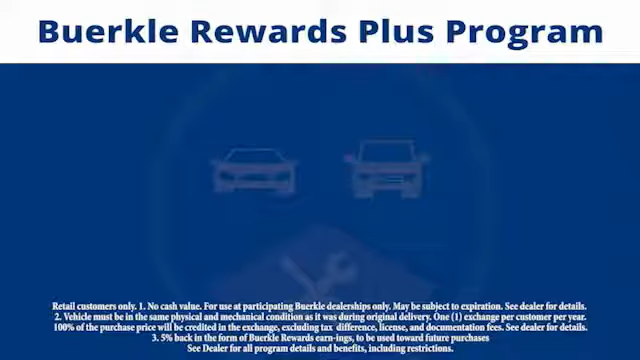 Buerkle Rewards Plus Program
Retail customers only. 1. No cash value. For use at participating Buerkle dealerships only. May be subject to expiration. See dealer for details.
2. Vehicle must be in the same physical and mechanical condition as it was during original delivery. One (1) exchange per customer per year.
100% of the purchase price will be credited in the exchange, excluding tax difference, license, and documentation fees. See dealer for details.
3. 5% back in the form of Buerkle Rewards earn-ings, to be used toward future purchases
See Dealer for all program details and benefits, including restrictions.